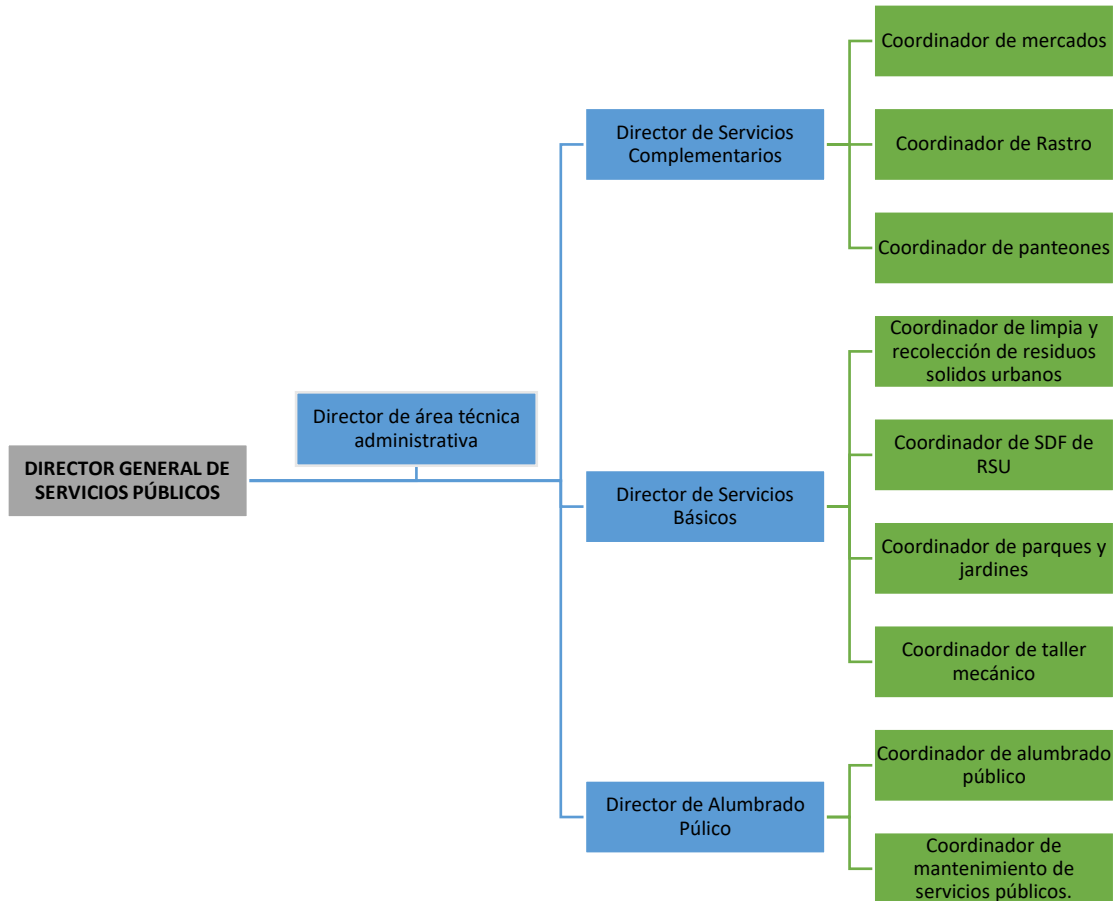 DIRECTOR GENERAL DE
SERVICIOS PÚBLICOS
Director de área técnica
administrativa
Director de Servicios
Complementarios
Coordinador de mercados
Coordinador de Rastro
Coordinador de panteones
Director de Servicios
Básicos
Coordinador de limpia y
recolección de residuos
solidos urbanos
Coordinador de SDF de
RSU
Coordinador de parques y
jardines
Coordinador de taller
mecánico
Director de Alumbrado
Púlico
Coordinador de alumbrado
público
Coordinador de
mantenimiento de
servicios públicos.